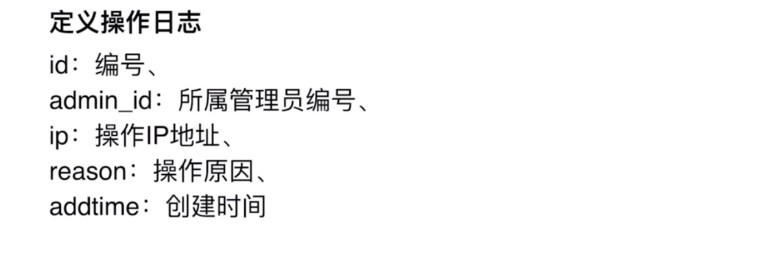 定义操作日志
id：编号、
admin_id：所属管理员编号、
ip：操作IP地址、
reason：操作原因、
addtime：创建时间